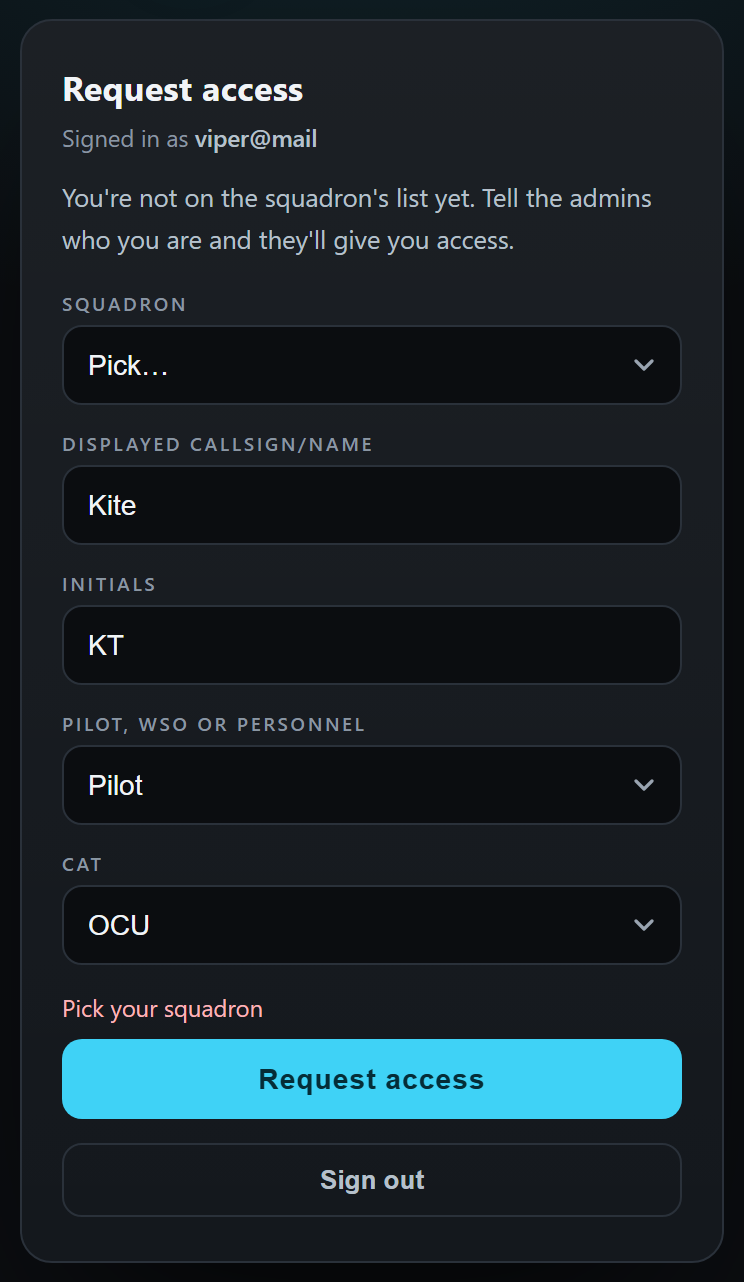 Request access
Signed in as viper@mail
You're not on the squadron's list yet. Tell the admins
who you are and they'll give you access.
SQUADRON
Pick…
DISPLAYED CALLSIGN/NAME
Kite
INITIALS
KT
PILOT, WSO OR PERSONNEL
Pilot
CAT
OCU
Pick your squadron
Request access
Sign out